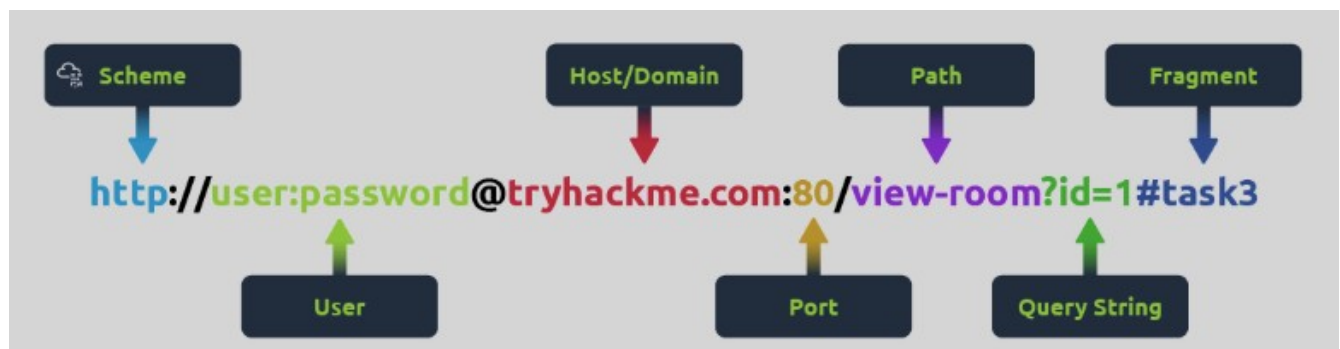 Scheme
Host/Domain
Path
Fragment
http://user:password@tryhackme.com:80/view-room?id=1#task3
User
Port
Query String